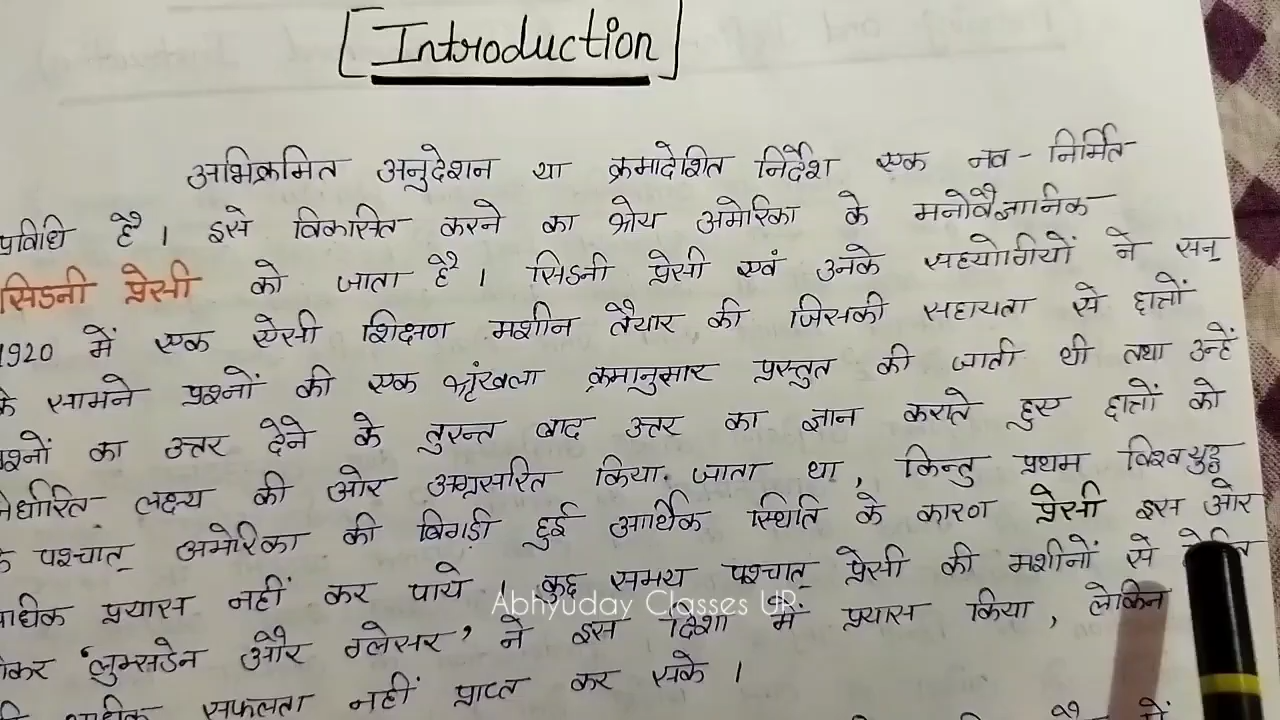 [Introduction]
अभिक्रमित अनुदेशन या क्रमादेशित निर्देश एक नव - निर्मित
प्रविधि है । इसे विकसित करने का श्रेय अमेरिका के मनोवैज्ञानिक
सिडनी प्रेसी को जाता है । सिडनी प्रेसी एवं उनके सहयोगियों ने सन्
1920 में एक ऐसी शिक्षण मशीन तैयार की जिसकी सहायता से छात्रों
के सामने प्रश्नों की एक श्रृंखला क्रमानुसार प्रस्तुत की जाती थी तथा उन्हें
प्रश्नों का उत्तर देने के तुरन्त बाद उत्तर का ज्ञान कराते हुए छात्रों को
निर्धारित लक्ष्य की ओर अग्रसरित किया जाता था , किन्तु प्रथम विश्वयुद्ध
के पश्चात् अमेरिका की बिगड़ी हुई आर्थिक स्थिति के कारण प्रेसी इस ओर
अधिक प्रयास नहीं कर पाये । कुछ समय पश्चात् प्रेसी की मशीनों से
होकर 'लुम्सडेन और ग्लेसर' ने इस दिशा में प्रयास किया , लेकिन
सफलता नहीं प्राप्त कर सके ।
में
Abhyuday Classes UP